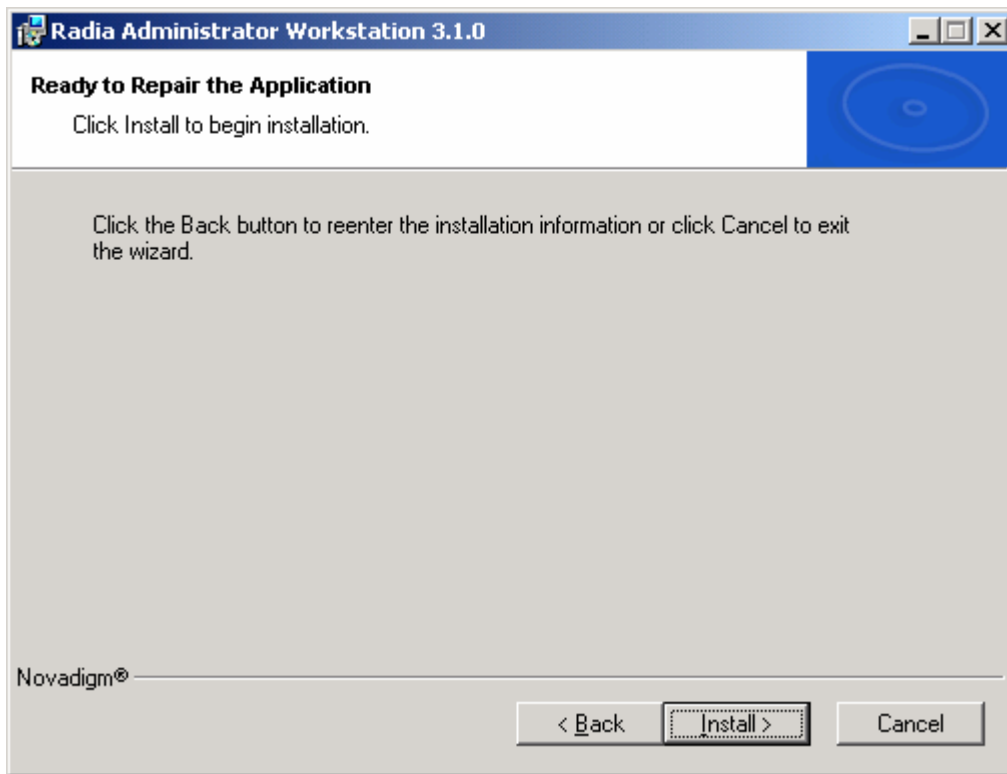 Radia Administrator Workstation 3.1.0
Ready to Repair the Application
Click Install to begin installation.
Click the Back button to reenter the installation information or click Cancel to exit
the wizard.
Novadigm®
< Back
Install >
Cancel